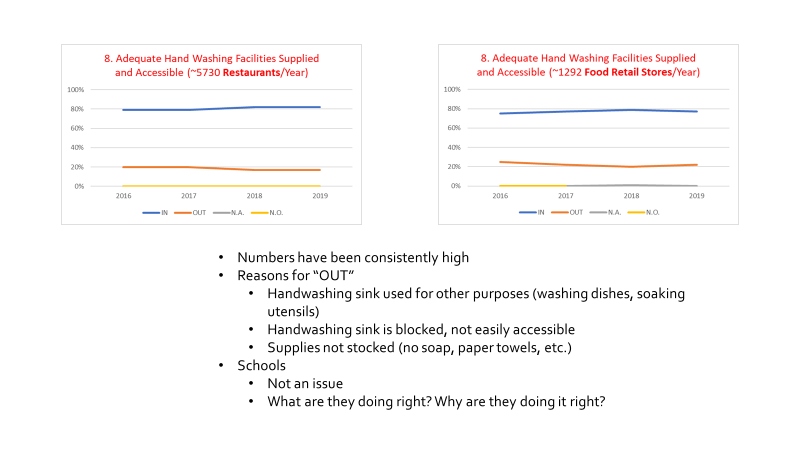 8. Adequate Hand Washing Facilities Supplied
and Accessible (~5730 Restaurants/Year)
100%
80%
60%
40%
20%
0%
2016 2017 2018 2019
IN OUT N.A. N.O.
8. Adequate Hand Washing Facilities Supplied
and Accessible (~1292 Food Retail Stores/Year)
100%
80%
60%
40%
20%
0%
2016 2017 2018 2019
IN OUT N.A. N.O.
• Numbers have been consistently high
• Reasons for “OUT”
• Handwashing sink used for other purposes (washing dishes, soaking
utensils)
• Handwashing sink is blocked, not easily accessible
• Supplies not stocked (no soap, paper towels, etc.)
• Schools
• Not an issue
• What are they doing right? Why are they doing it right?